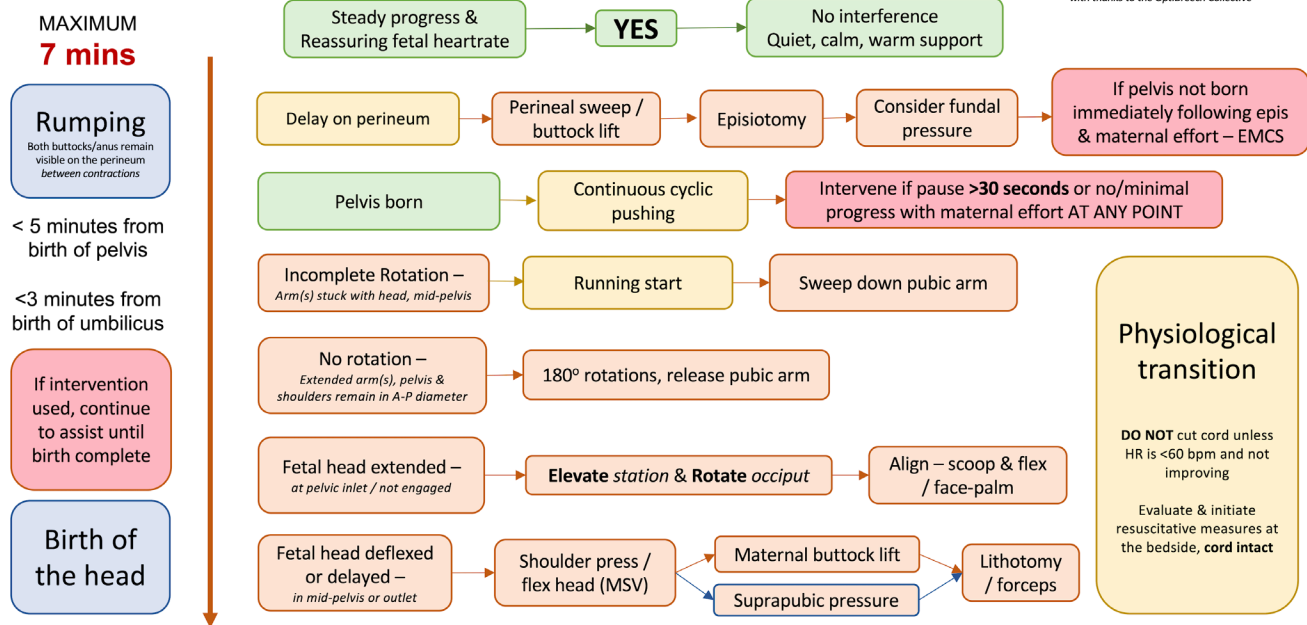 with thanks to the OptiBreech Collective
MAXIMUM
7 mins
Rumping
Both buttocks/anus remain
visible on the perineum
between contractions
< 5 minutes from
birth of pelvis
<3 minutes from
birth of umbilicus
If intervention
used, continue
to assist until
birth complete
Birth of
the head
Steady progress &
Reassuring fetal heartrate
YES
No interference
Quiet, calm, warm support
Delay on perineum
Perineal sweep /
buttock lift
Episiotomy
Consider fundal
pressure
If pelvis not born
immediately following epis
& maternal effort – EMCS
Pelvis born
Continuous cyclic
pushing
Intervene if pause >30 seconds or no/minimal
progress with maternal effort AT ANY POINT
Incomplete Rotation –
Arm(s) stuck with head, mid-pelvis
Running start
Sweep down pubic arm
No rotation –
Extended arm(s), pelvis &
shoulders remain in A-P diameter
180º rotations, release pubic arm
Fetal head extended –
at pelvic inlet / not engaged
Elevate station & Rotate occiput
Align – scoop & flex
/ face-palm
Fetal head deflexed
or delayed –
in mid-pelvis or outlet
Shoulder press /
flex head (MSV)
Maternal buttock lift
Suprapubic pressure
Lithotomy
/ forceps
Physiological
transition
DO NOT cut cord unless
HR is <60 bpm and not
improving
Evaluate & initiate
resuscitative measures at
the bedside, cord intact